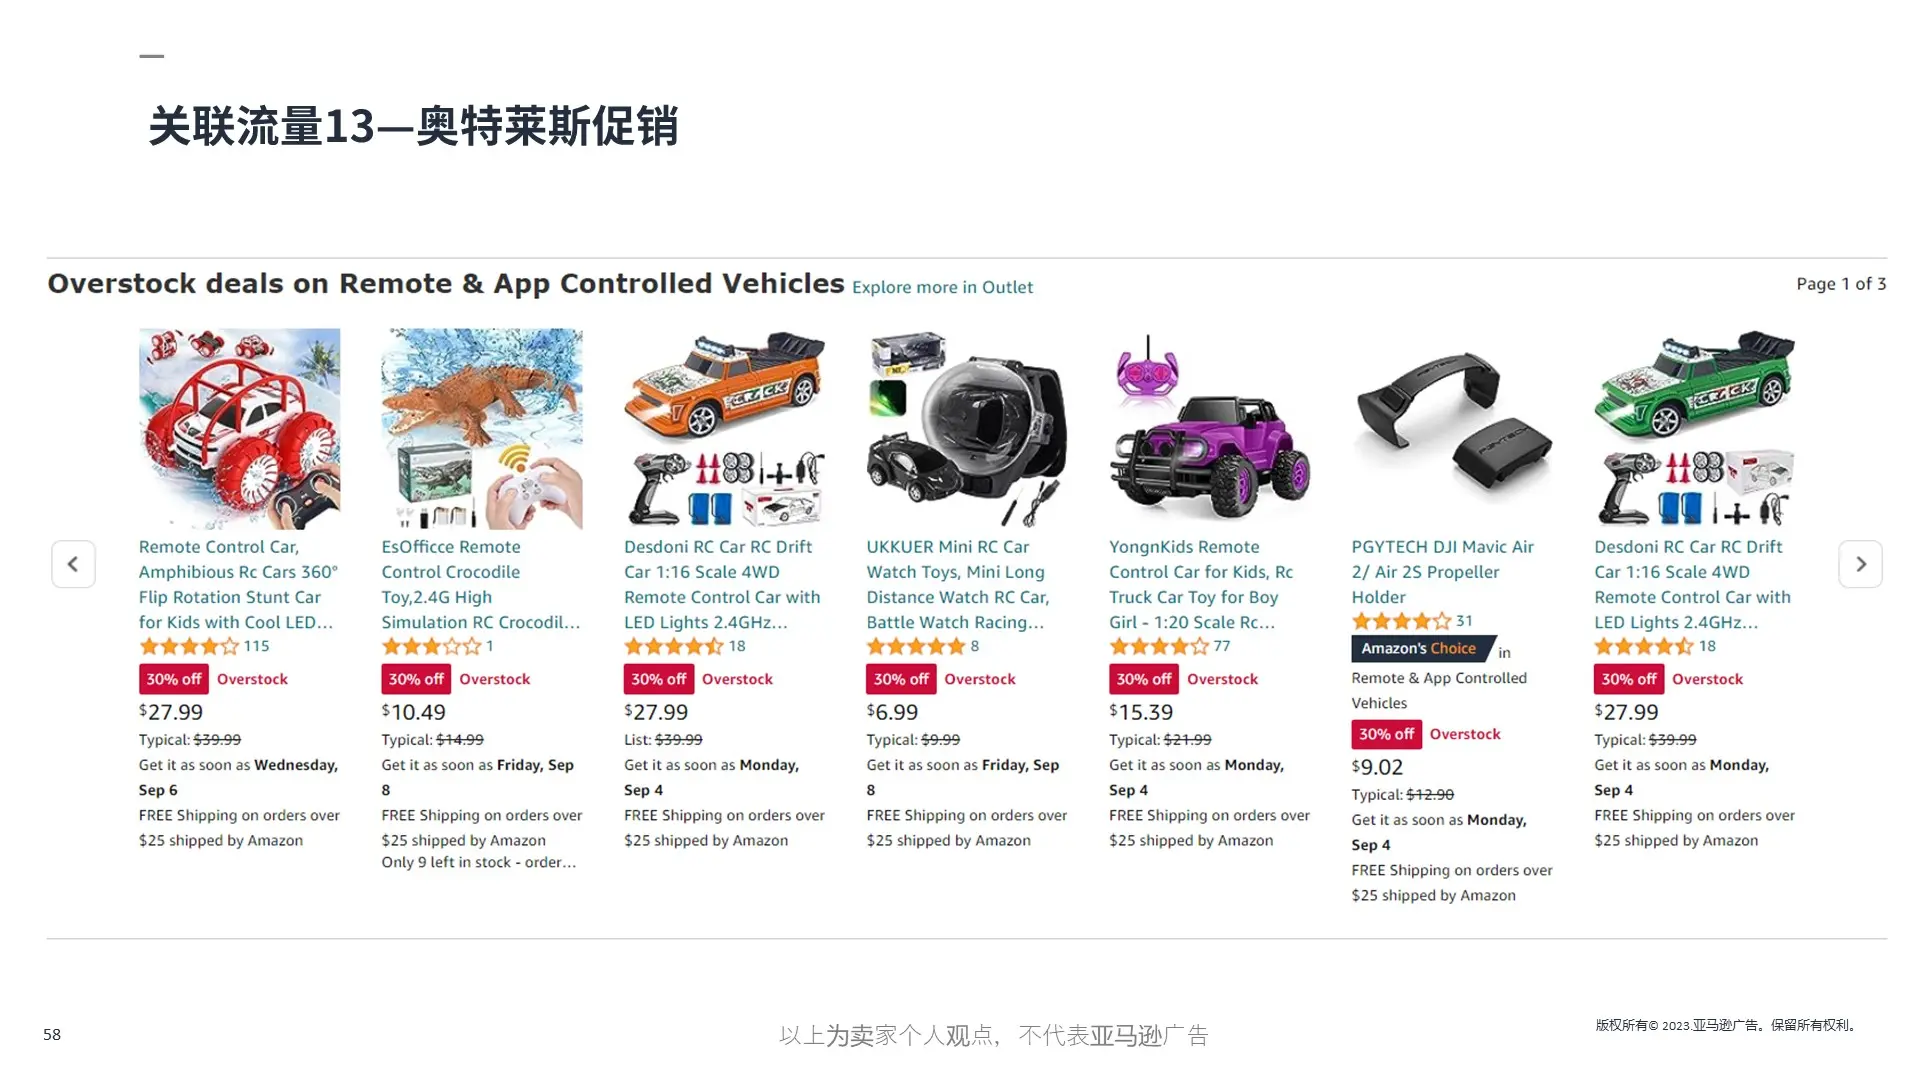 关联流量13—奥特莱斯促销
Overstock deals on Remote & App Controlled Vehicles Explore more in Outlet
Page 1 of 3
Remote Control Car,
Amphibious Rc Cars 360°
Flip Rotation Stunt Car
for Kids with Cool LED...
115
30% off Overstock
$27.99
Typical: $39.99
Get it as soon as Wednesday,
Sep 6
FREE Shipping on orders over
$25 shipped by Amazon
EsOfficce Remote
Control Crocodile
Toy,2.4G High
Simulation RC Crocodil...
1
30% off Overstock
$10.49
Typical: $14.99
Get it as soon as Friday, Sep
8
FREE Shipping on orders over
$25 shipped by Amazon
Only 9 left in stock - order...
CRACK
Desdoni RC Car RC Drift
Car 1:16 Scale 4WD
Remote Control Car with
LED Lights 2.4GHz...
18
30% off Overstock
$27.99
List: $39.99
Get it as soon as Monday,
Sep 4
FREE Shipping on orders over
$25 shipped by Amazon
UKKUER Mini RC Car
Watch Toys, Mini Long
Distance Watch RC Car,
Battle Watch Racing...
8
30% off Overstock
$6.99
Typical: $9.99
Get it as soon as Friday, Sep
8
FREE Shipping on orders over
$25 shipped by Amazon
YongnKids Remote
Control Car for Kids, Rc
Truck Car Toy for Boy
Girl - 1:20 Scale Rc...
77
30% off Overstock
$15.39
Typical: $21.99
Get it as soon as Monday,
Sep 4
FREE Shipping on orders over
$25 shipped by Amazon
PGYTECH
PGYTECH
PGYTECH DJI Mavic Air
2/ Air 2S Propeller
Holder
31
Amazon's Choice in
Remote & App Controlled
Vehicles
30% off Overstock
$9.02
Typical: $12.90
Get it as soon as Monday,
Sep 4
FREE Shipping on orders over
$25 shipped by Amazon
CRACK
Desdoni RC Car RC Drift
Car 1:16 Scale 4WD
Remote Control Car with
LED Lights 2.4GHz...
18
30% off Overstock
$27.99
Typical: $39.99
Get it as soon as Monday,
Sep 4
FREE Shipping on orders over
$25 shipped by Amazon
58
以上为卖家个人观点，不代表亚马逊广告
版权所有© 2023.亚马逊广告。保留所有权利。